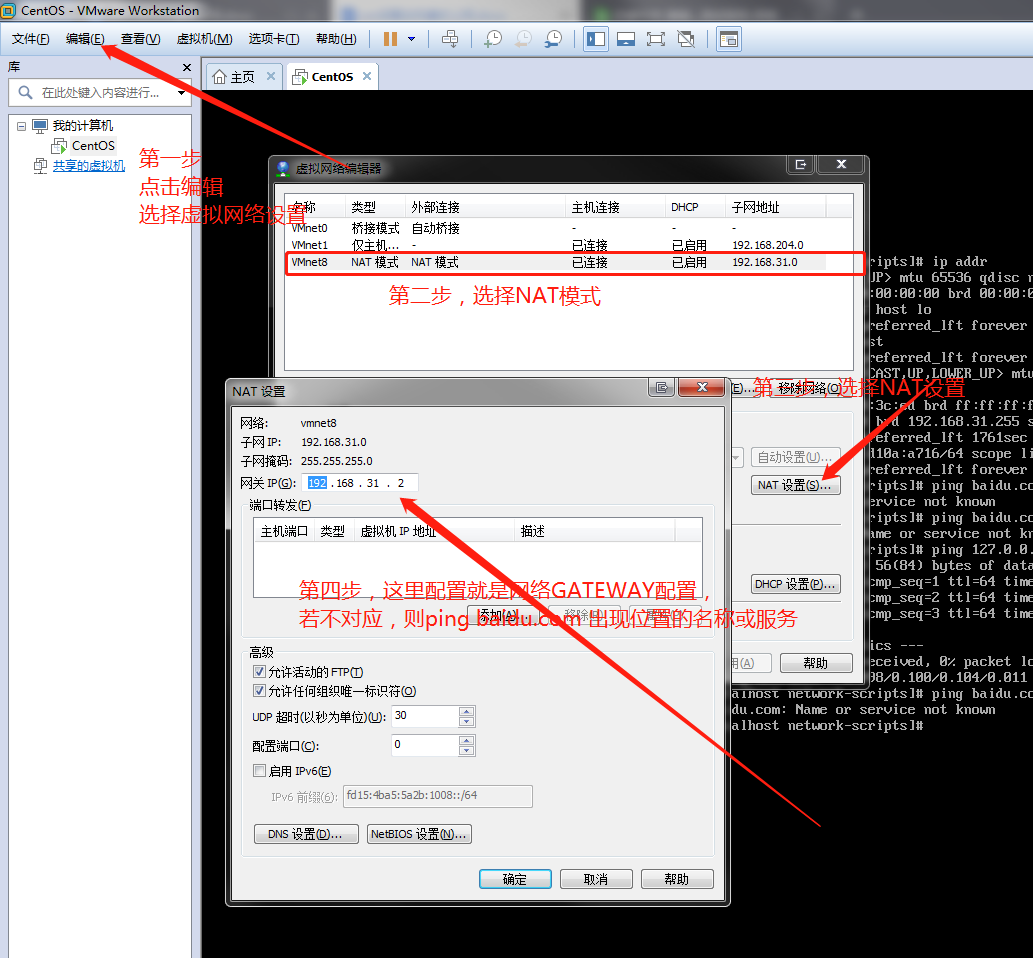 CentOS - VMware Workstation
文件(F) 编辑(E) 查看(V) 虚拟机(M) 选项卡(T) 帮助(H)
库
在此处键入内容进行...
我的计算机
CentOS
共享的虚拟机
主页 CentOS
第一步
点击编辑
选择虚拟网络设置
虚拟网络编辑器
名称 类型 外部连接 主机连接 DHCP 子网地址
VMnet0 桥接模式 自动桥接 - - -
VMnet1 仅主机... - 已连接 已启用 192.168.204.0
VMnet8 NAT 模式 NAT 模式 已连接 已启用 192.168.31.0
第二步，选择NAT模式
步，选择NAT设置
移除网络(O)
自动设置(U)...
NAT 设置(S)...
DHCP 设置(P)...
用(A) 帮助
NAT 设置
网络: vmnet8
子网 IP: 192.168.31.0
子网掩码: 255.255.255.0
网关 IP(G): 192 . 168 . 31 . 2
端口转发(F)
主机端口 类型 虚拟机 IP 地址 描述
第四步，这里配置就是网络GATEWAY配置，
若不对应，则ping baidu.com 出现位置的名称或服务
添加(A)...
高级
允许活动的 FTP(T)
允许任何组织唯一标识符(O)
UDP 超时(以秒为单位)(U): 30
配置端口(C): 0
启用 IPv6(E)
IPv6 前缀(6): fd15:4ba5:5a2b:1008::/64
DNS 设置(D)... NetBIOS 设置(N)...
确定 取消 帮助
ripts]# ip addr
UP> mtu 65536 qdisc n
:00:00:00 brd 00:00:0
host lo
referred_lft forever
st
referred_lft forever
CAST,UP,LOWER_UP> mtu
:3c:ed brd ff:ff:ff:f
brd 192.168.31.255 s
referred_lft 1761sec
d10a:a716/64 scope li
referred_lft forever
ripts]# ping baidu.co
ervice not known
ripts]# ping baidu.co
ame or service not kn
ripts]# ping 127.0.0.
56(84) bytes of data
cmp_seq=1 ttl=64 time
cmp_seq=2 ttl=64 time
cmp_seq=3 ttl=64 time
ics ---
eceived, 0% packet lo
98/0.100/0.104/0.011
alhost network-scripts]# ping baidu.co
du.com: Name or service not known
alhost network-scripts]#